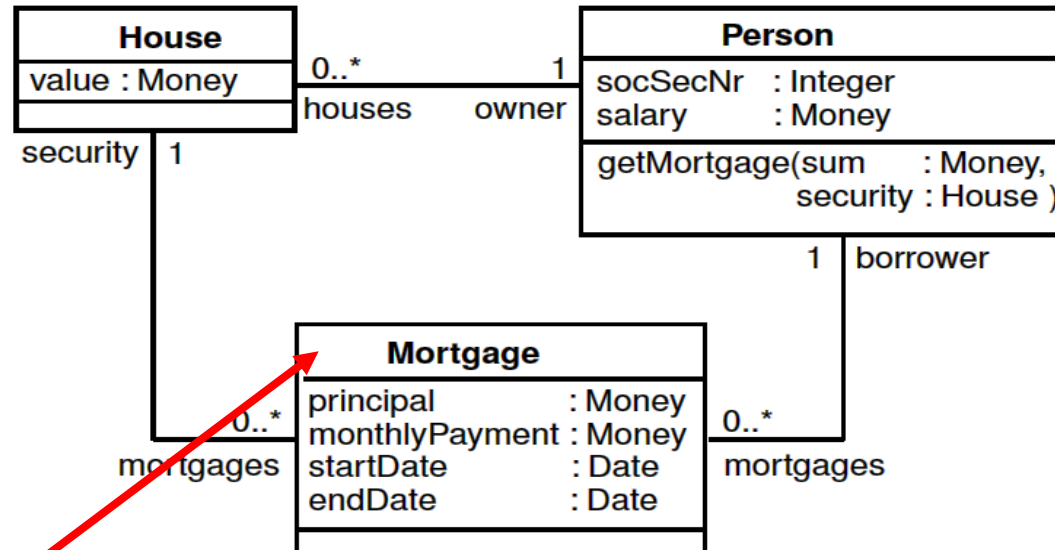 House
value : Money
0..*
1
houses
owner
Person
socSecNr : Integer
salary : Money
getMortgage(sum : Money,
security : House )
security
1
1
borrower
Mortgage
principal : Money
monthlyPayment : Money
startDate : Date
endDate : Date
0..*
mortgages
0..*
mortgages